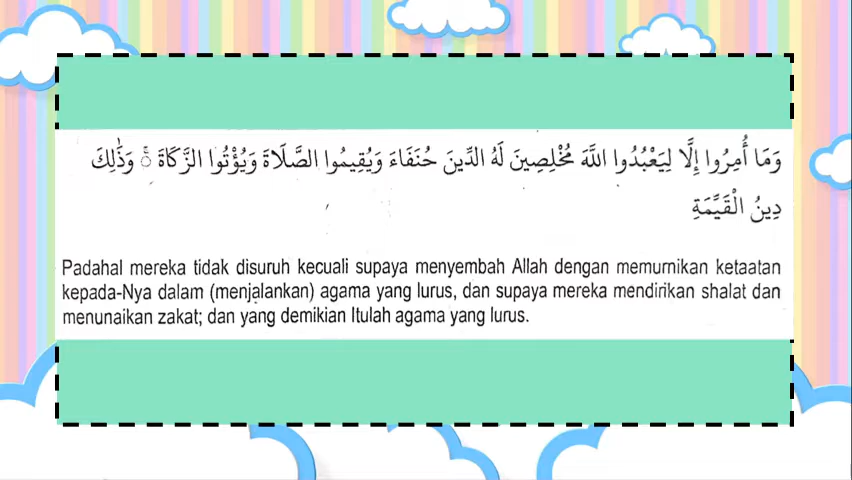 وَمَا أُمِرُوا إِلَّا لِيَعْبُدُوا اللَّهَ مُخْلِصِينَ لَهُ الدِّينَ حُنَفَاءَ وَيُقِيمُوا الصَّلَاةَ وَيُؤْتُوا الزَّكَاةَ ۚ وَذَٰلِكَ
دِينُ الْقَيِّمَةِ
Padahal mereka tidak disuruh kecuali supaya menyembah Allah dengan memurnikan ketaatan
kepada-Nya dalam (menjalankan) agama yang lurus, dan supaya mereka mendirikan shalat dan
menunaikan zakat; dan yang demikian Itulah agama yang lurus.